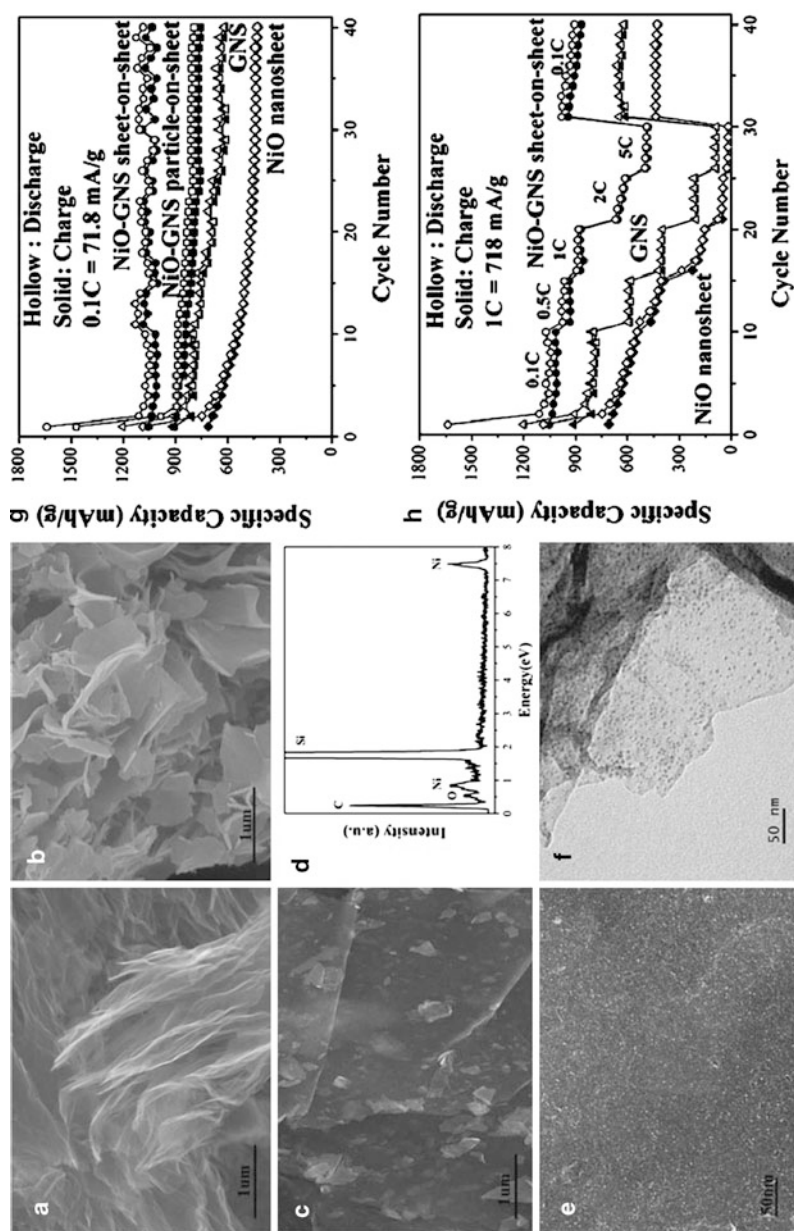 a
1um
b
1um
c
1um
d
Intensity (a.u.)
C
O
Ni
Si
Ni
0 1 2 3 4 5 6 7 8
Energy(eV)
e
50nm
f
50 nm
g
Specific Capacity (mAh/g)
1800
1500
1200
900
600
300
0
Hollow : Discharge
Solid: Charge
0.1C = 71.8 mA/g
NiO-GNS sheet-on-sheet
NiO-GNS particle-on-sheet
GNS
NiO nanosheet
0 10 20 30 40
Cycle Number
h
Specific Capacity (mAh/g)
1800
1500
1200
900
600
300
0
Hollow : Discharge
Solid: Charge
1C = 718 mA/g
NiO-GNS sheet-on-sheet
0.1C
0.5C
1C
2C
5C
0.1C
GNS
NiO nanosheet
0 10 20 30 40
Cycle Number